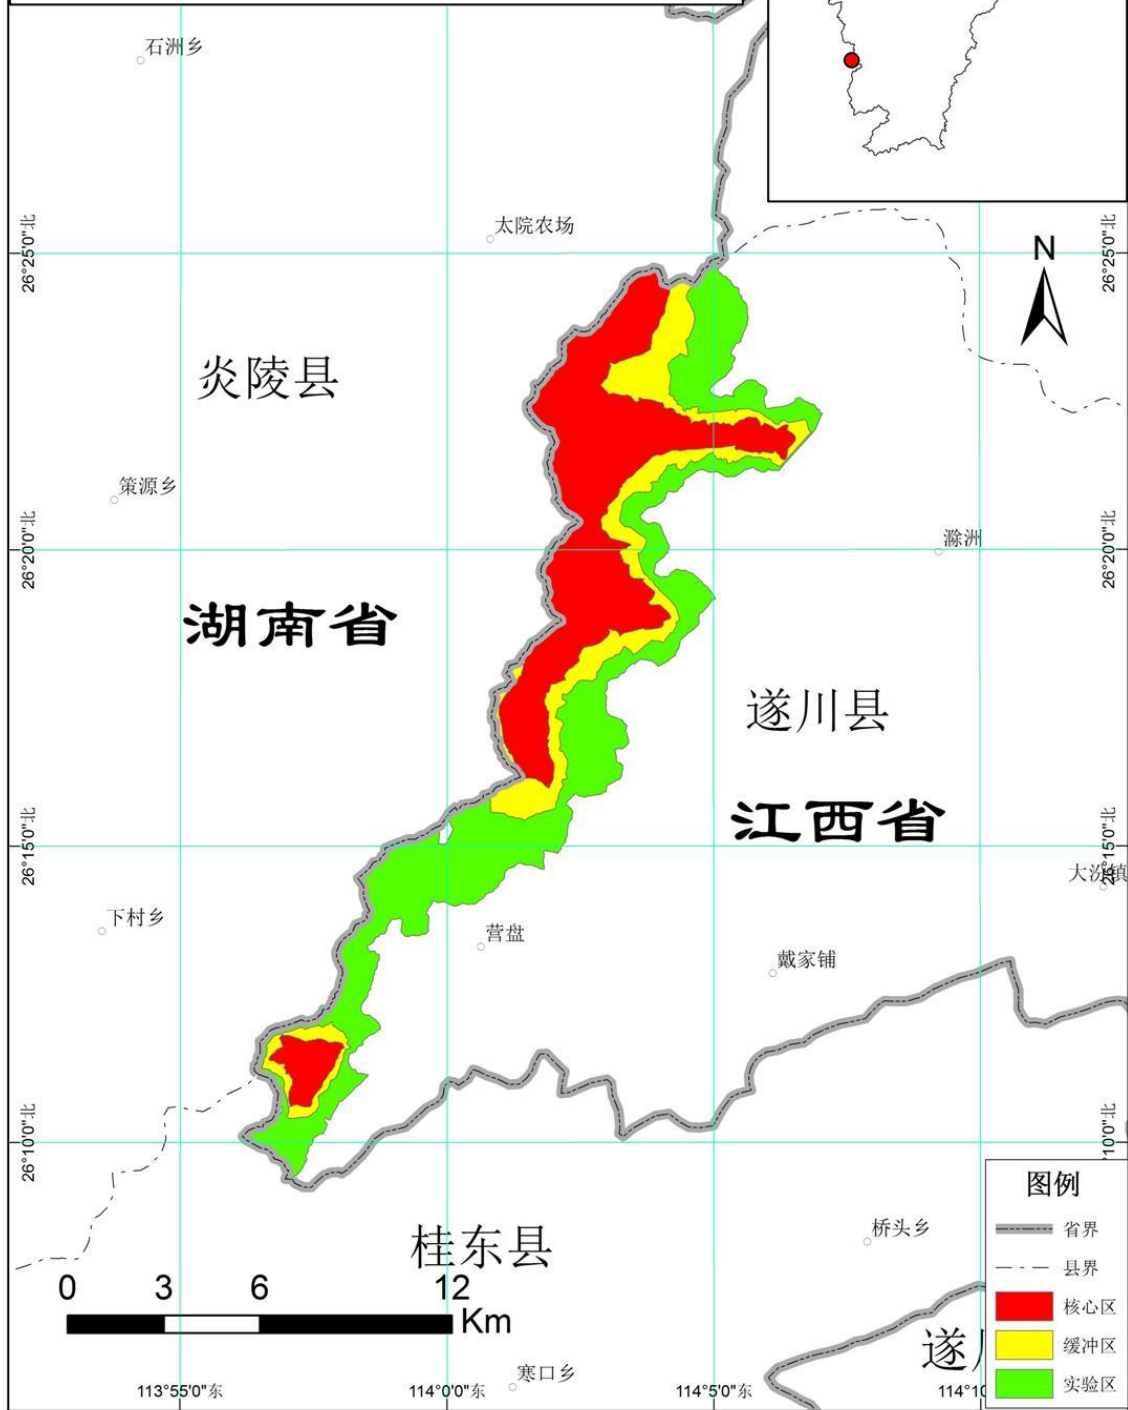 石洲乡
太院农场
26°25'0"北
26°25'0"北
N
炎陵县
策源乡
滁洲
26°20'0"北
26°20'0"北
湖南省
遂川县
江西省
26°15'0"北
26°15'0"北
大汾镇
下村乡
营盘
戴家铺
26°10'0"北
10'0"北
图例
省界
县界
核心区
缓冲区
实验区
桂东县
桥头乡
0 3 6 12
Km
遂川
寒口乡
113°55'0"东
114°0'0"东
114°5'0"东
114°10